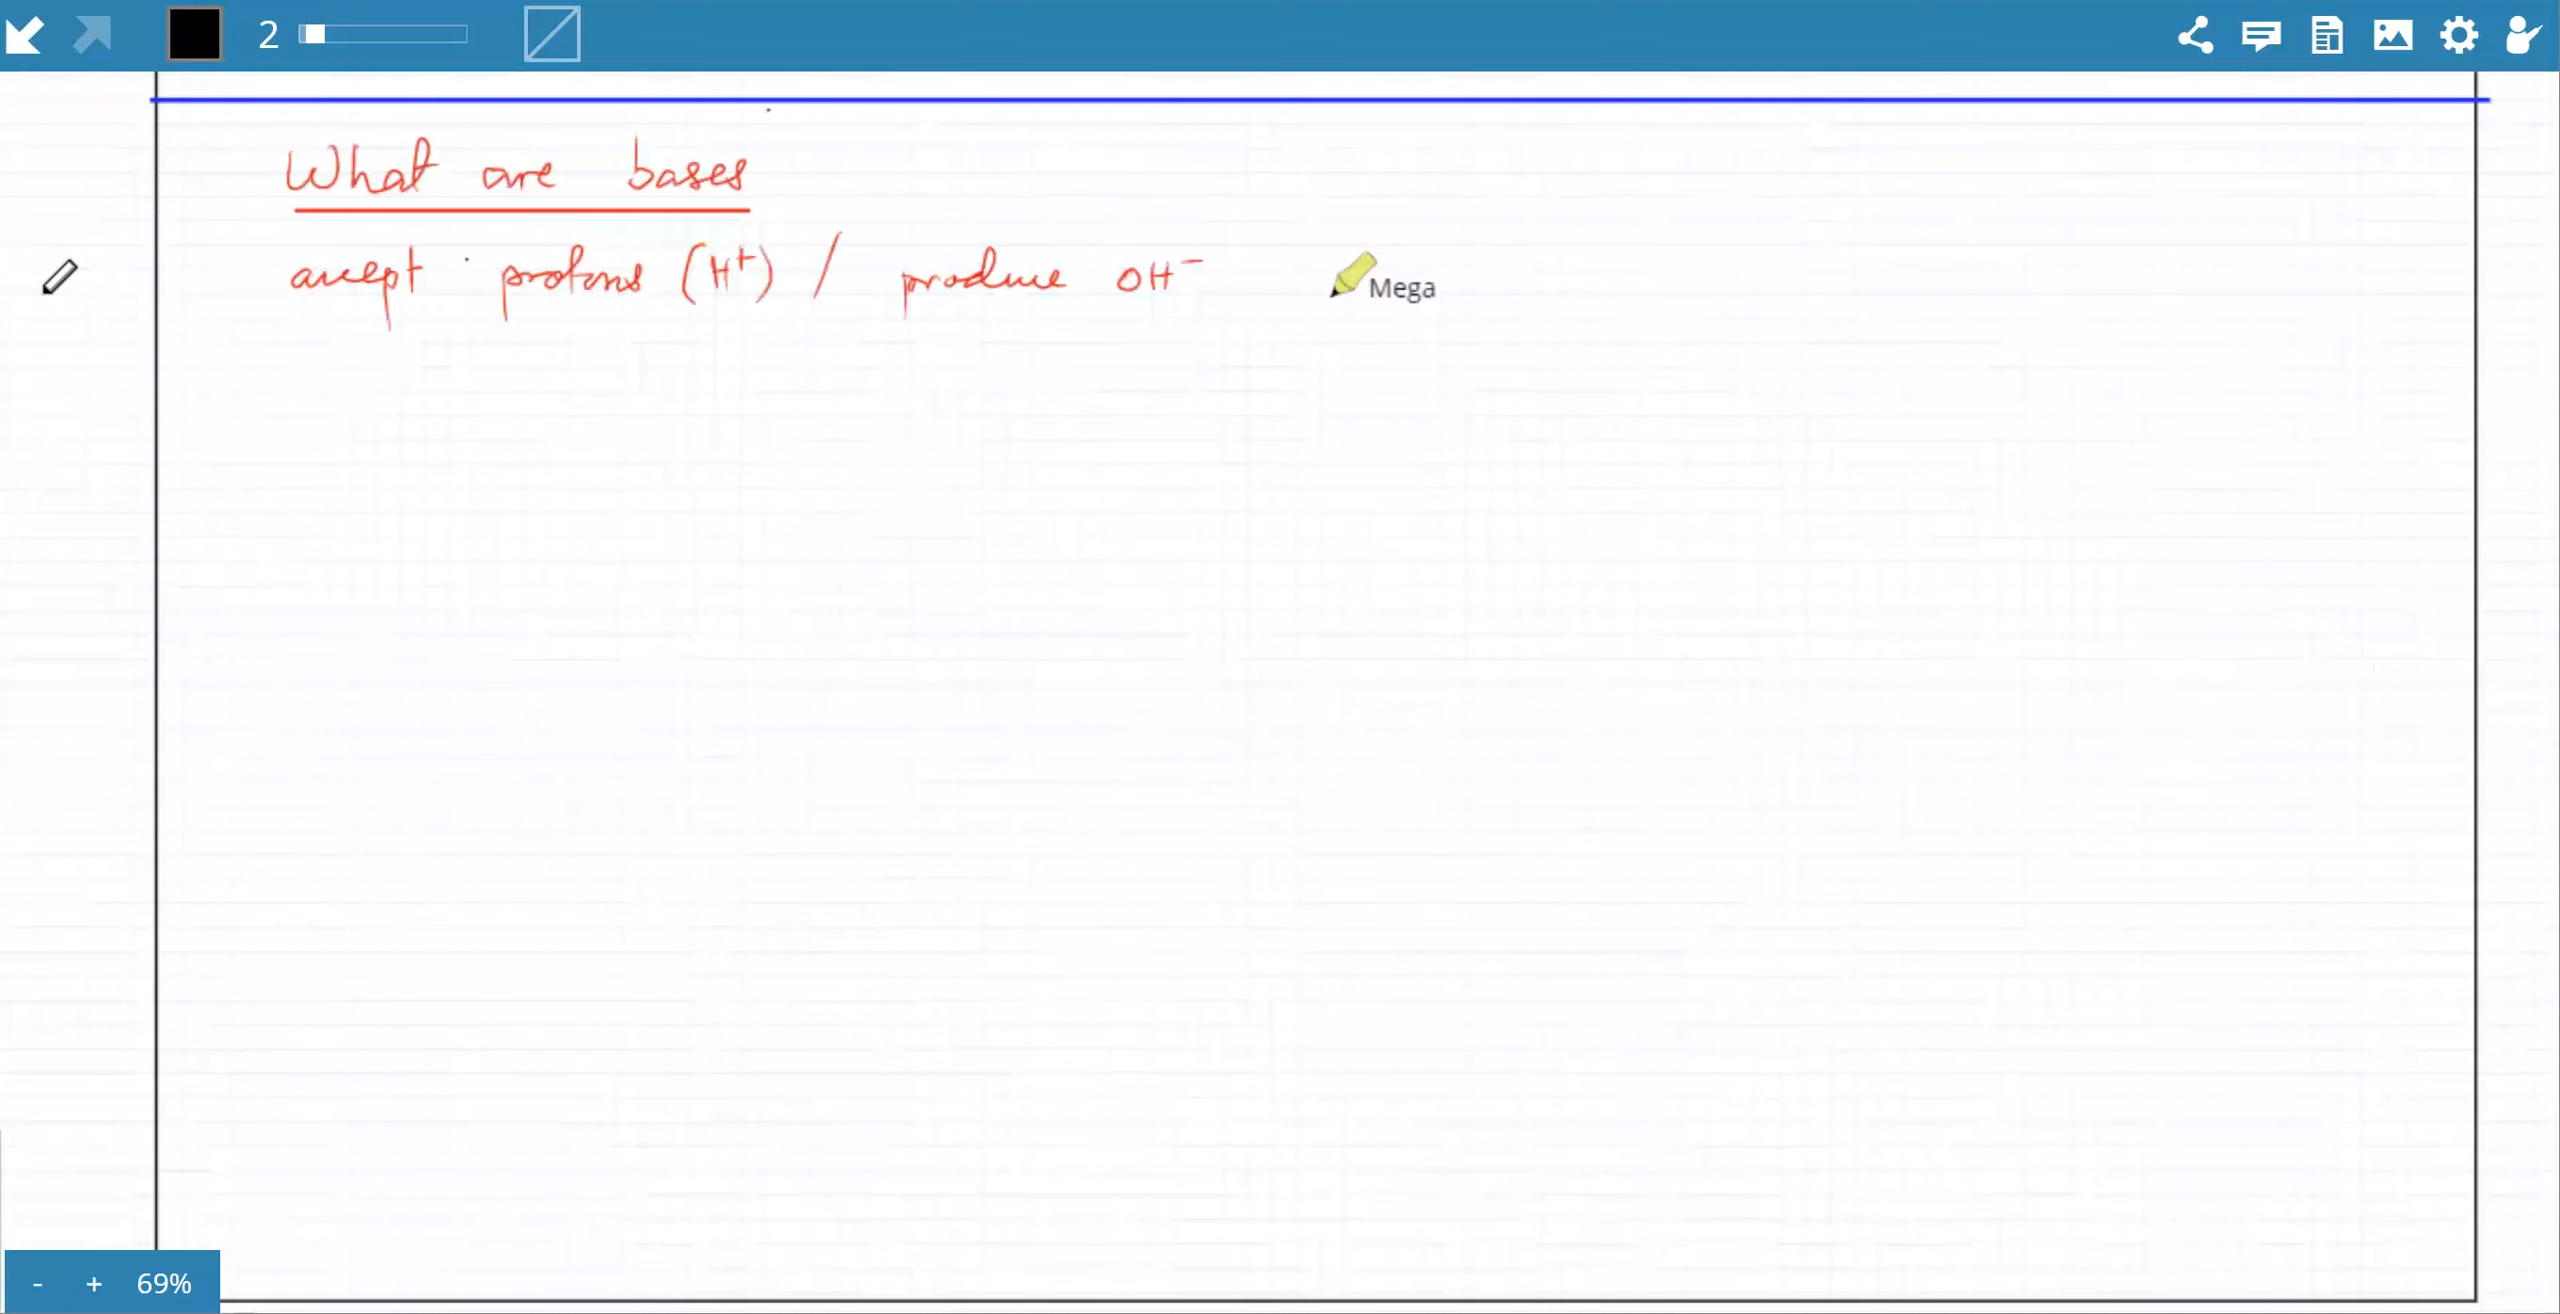 2
What are bases
accept protons (H⁺) / produce OH⁻
Mega
- + 69%